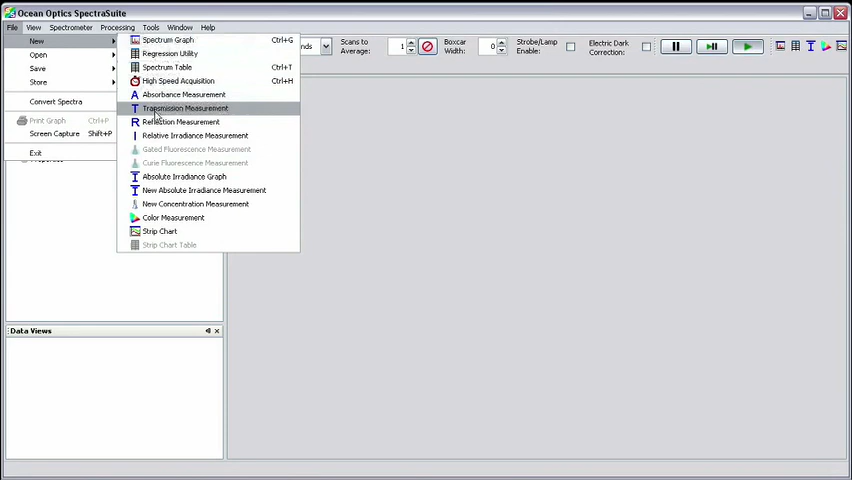 Ocean Optics SpectraSuite
File View Spectrometer Processing Tools Window Help
New
Open
Save
Store
Convert Spectra
Print Graph Ctrl+P
Screen Capture Shift+P
Exit
Spectrum Graph Ctrl+G
Regression Utility
Spectrum Table Ctrl+T
High Speed Acquisition Ctrl+H
A Absorbance Measurement
T Transmission Measurement
R Reflection Measurement
I Relative Irradiance Measurement
Gated Fluorescence Measurement
Curie Fluorescence Measurement
Absolute Irradiance Graph
New Absolute Irradiance Measurement
New Concentration Measurement
Color Measurement
Strip Chart
Strip Chart Table
Scans to Average: 1
Boxcar Width: 0
Strobe/Lamp Enable:
Electric Dark Correction:
Data Views